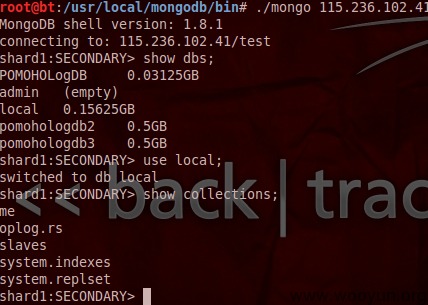 root@bt:/usr/local/mongodb/bin# ./mongo 115.236.102.41
MongoDB shell version: 1.8.1
connecting to: 115.236.102.41/test
shard1:SECONDARY> show dbs;
POMOHOLogDB 0.03125GB
admin (empty)
local 0.15625GB
pomohologdb2 0.5GB
pomohologdb3 0.5GB
shard1:SECONDARY> use local;
switched to db local
<< back | trac
shard1:SECONDARY> show collections;
me
oplog.rs
slaves
system.indexes
system.replset
shard1:SECONDARY>